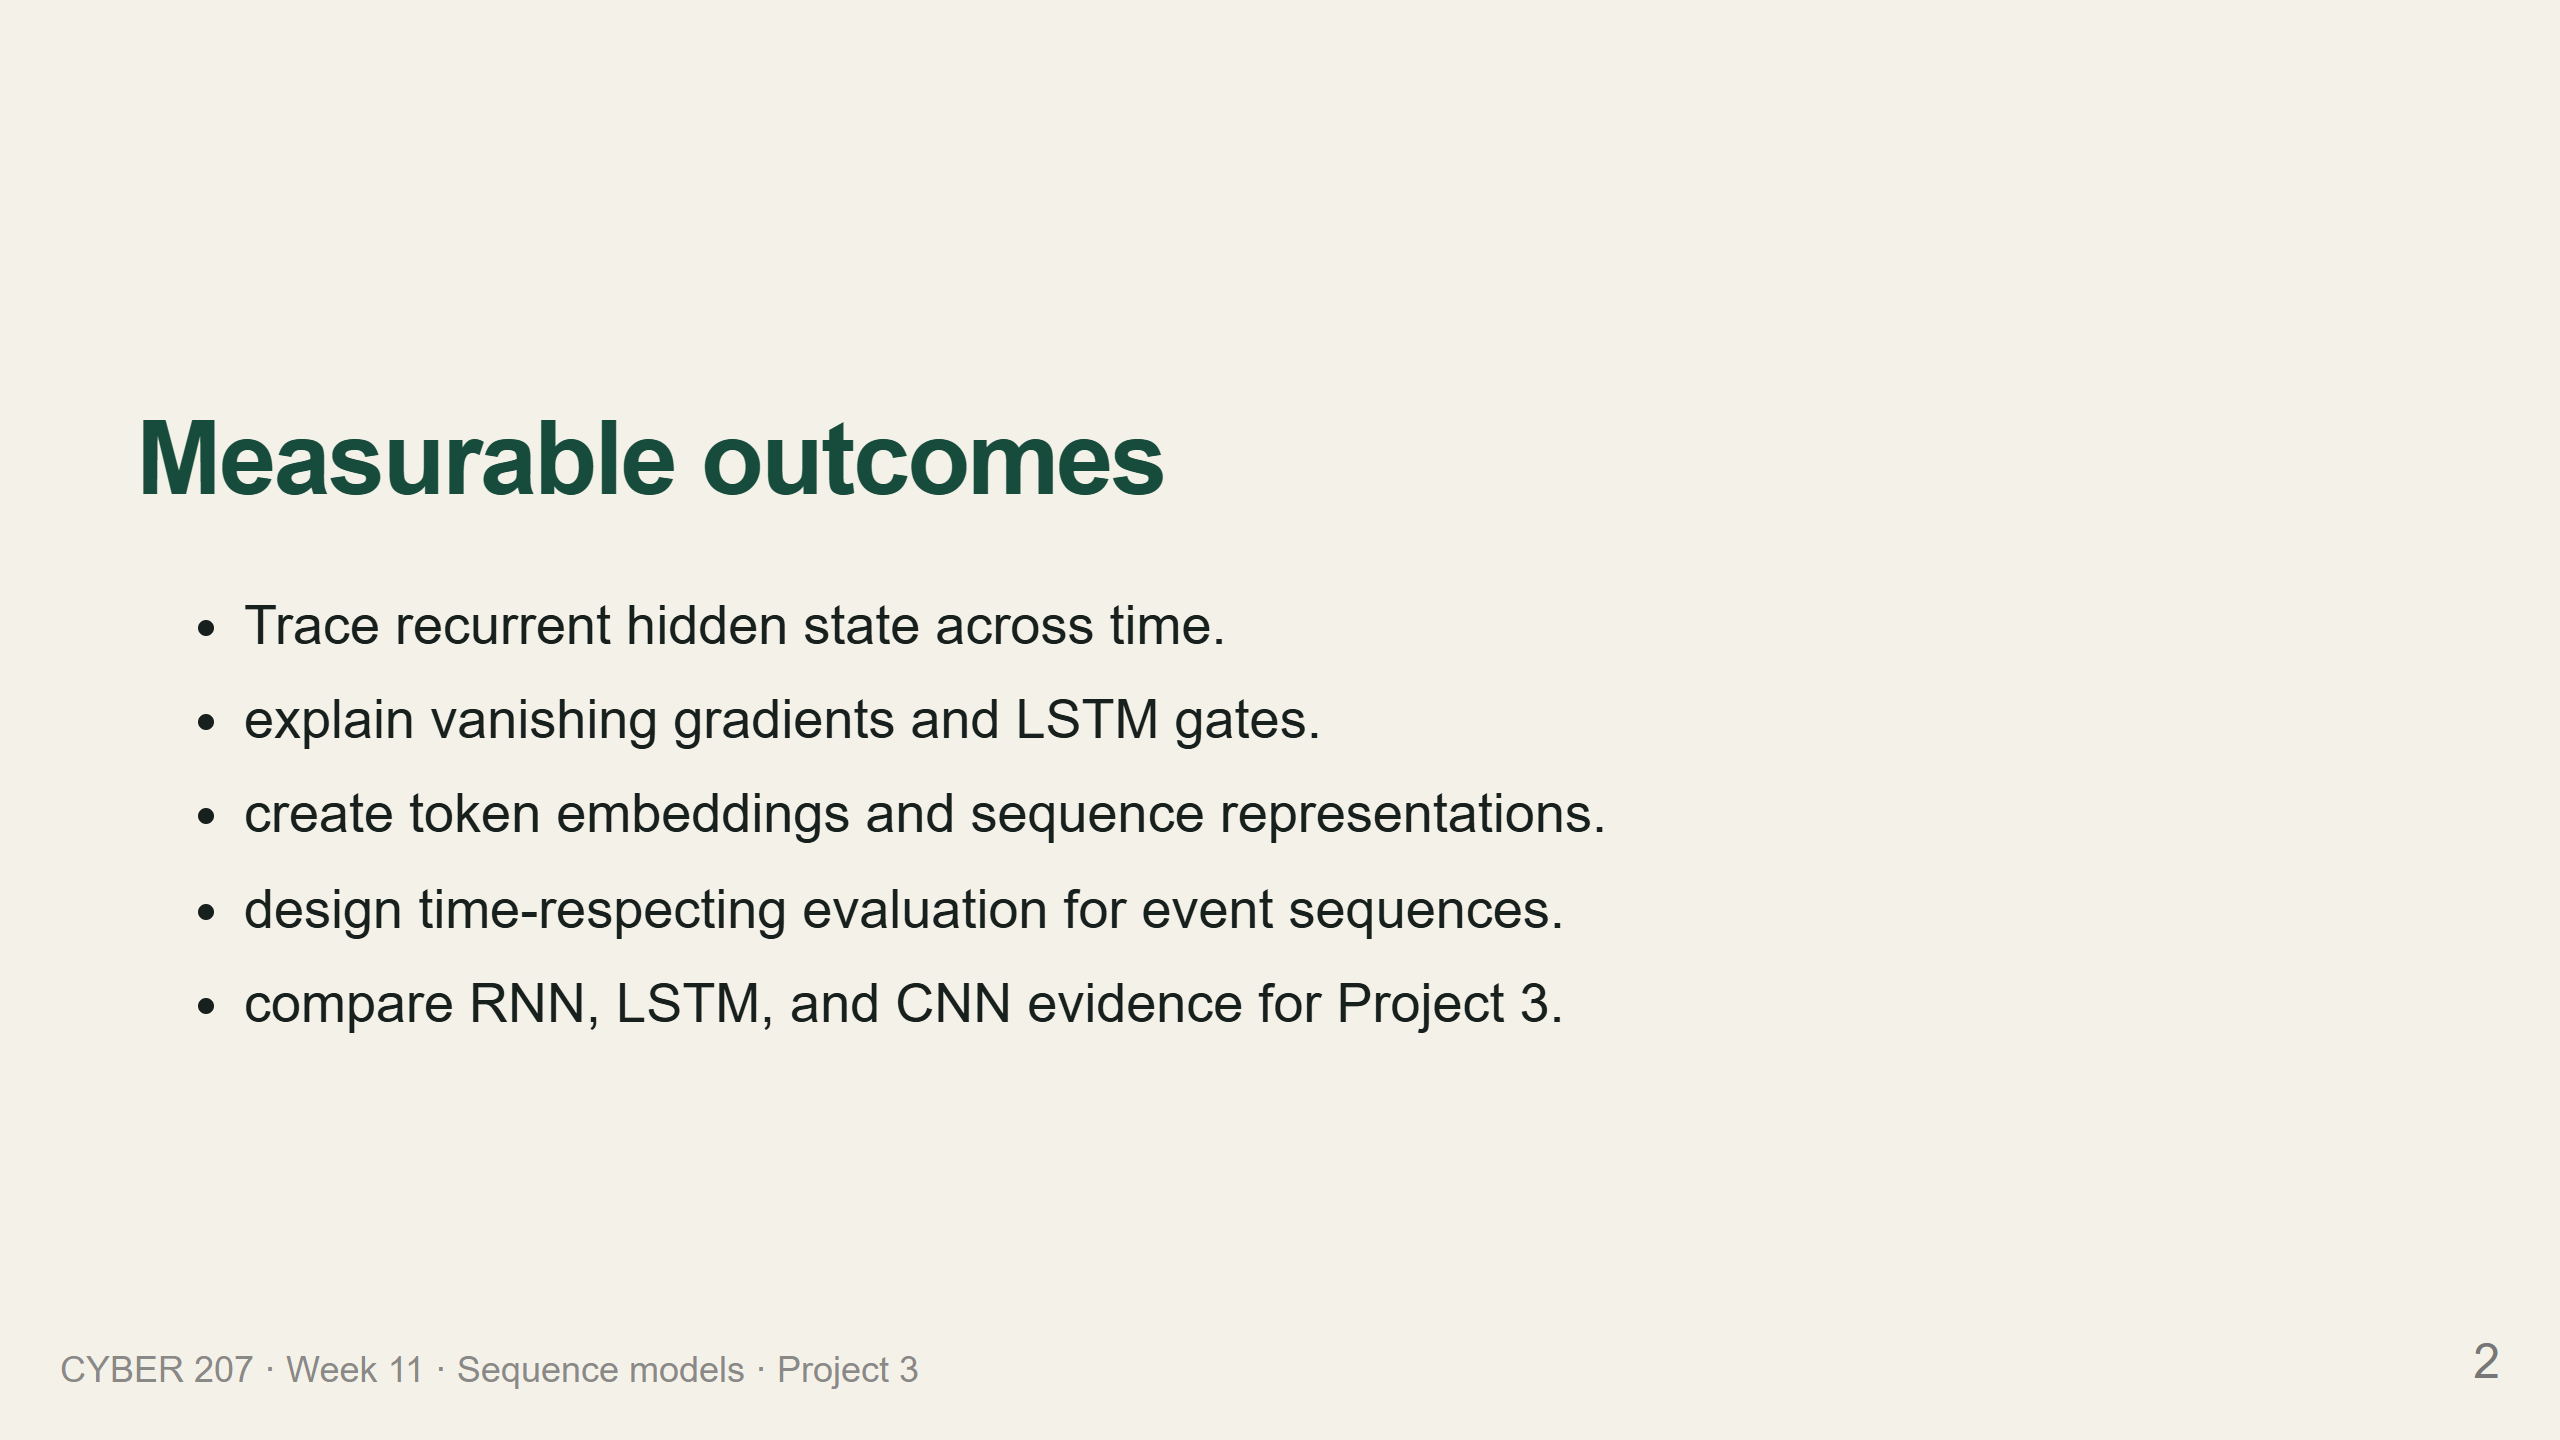 Measurable outcomes
• Trace recurrent hidden state across time.
• explain vanishing gradients and LSTM gates.
• create token embeddings and sequence representations.
• design time-respecting evaluation for event sequences.
• compare RNN, LSTM, and CNN evidence for Project 3.
CYBER 207 · Week 11 · Sequence models · Project 3
2